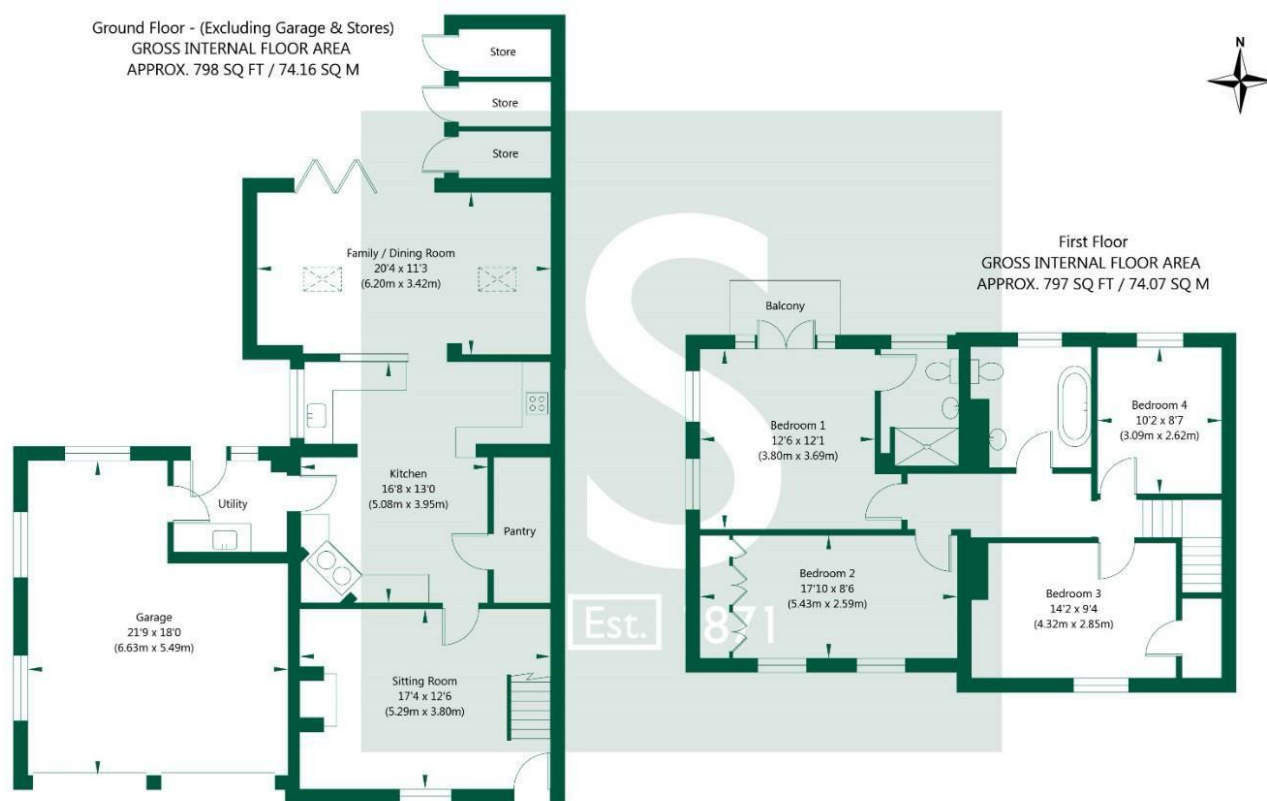 Ground Floor - (Excluding Garage & Stores)
GROSS INTERNAL FLOOR AREA
APPROX. 798 SQ FT / 74.16 SQ M
N
Store
Store
Store
Family / Dining Room
20'4 x 11'3
(6.20m x 3.42m)
Kitchen
16'8 x 13'0
(5.08m x 3.95m)
Utility
Pantry
Garage
21'9 x 18'0
(6.63m x 5.49m)
Sitting Room
17'4 x 12'6
(5.29m x 3.80m)
First Floor
GROSS INTERNAL FLOOR AREA
APPROX. 797 SQ FT / 74.07 SQ M
Balcony
Bedroom 1
12'6 x 12'1
(3.80m x 3.69m)
Bedroom 4
10'2 x 8'7
(3.09m x 2.62m)
Bedroom 2
17'10 x 8'6
(5.43m x 2.59m)
Bedroom 3
14'2 x 9'4
(4.32m x 2.85m)
S
Est. 1871